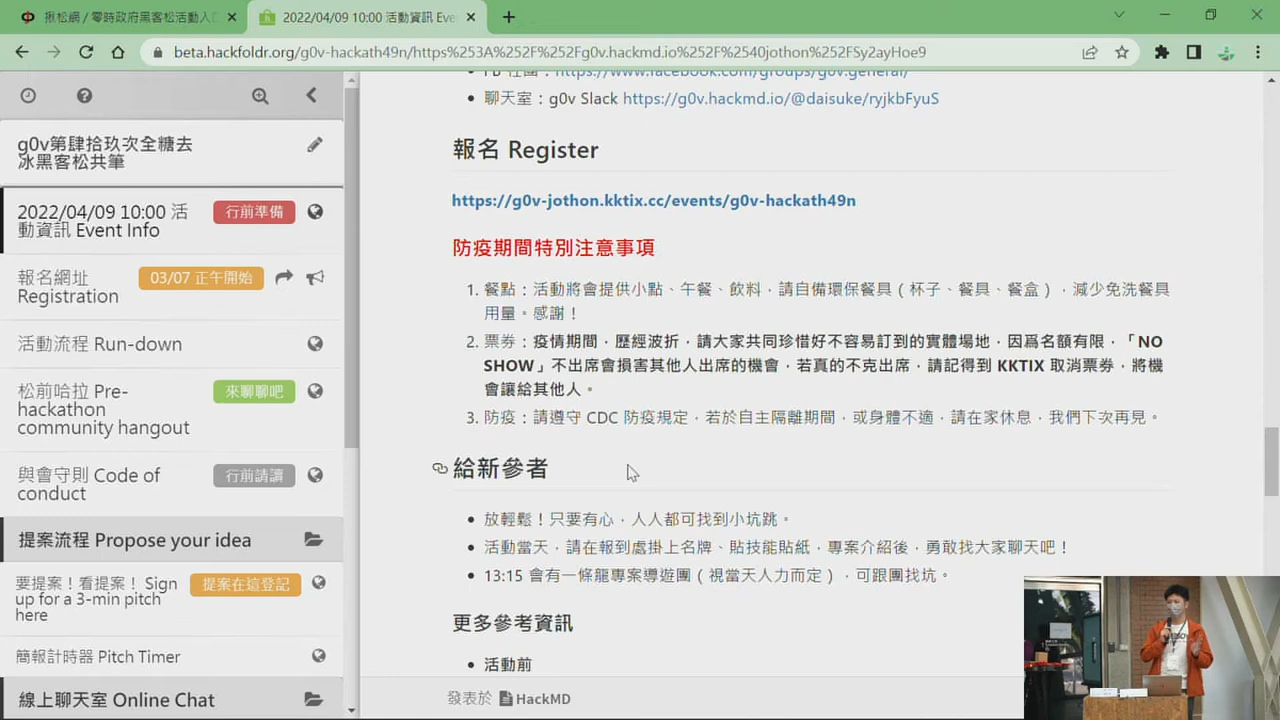 揪松網 / 零時政府黑客松活動入口
2022/04/09 10:00 活動資訊 Eve
beta.hackfoldr.org/g0v-hackath49n/https%253A%252F%252Fg0v.hackmd.io%252F%2540jothon%252FSy2ayHoe9
g0v第肆拾玖次全糖去
冰黑客松共筆
2022/04/09 10:00 活
動資訊 Event Info
行前準備
報名網址
Registration
03/07 正午開始
活動流程 Run-down
松前哈拉 Pre-
hackathon
community hangout
來聊聊吧
與會守則 Code of
conduct
行前請讀
提案流程 Propose your idea
要提案！看提案！ Sign
up for a 3-min pitch
here
提案在這登記
簡報計時器 Pitch Timer
線上聊天室 Online Chat
FB 社團：https://www.facebook.com/groups/g0v.general/
聊天室：g0v Slack https://g0v.hackmd.io/@daisuke/ryjkbFyuS
報名 Register
https://g0v-jothon.kktix.cc/events/g0v-hackath49n
防疫期間特別注意事項
1. 餐點：活動將會提供小點、午餐、飲料，請自備環保餐具（杯子、餐具、餐盒），減少免洗餐具
用量。感謝！
2. 票券：疫情期間，歷經波折，請大家共同珍惜好不容易訂到的實體場地，因爲名額有限，「NO
SHOW」不出席會損害其他人出席的機會，若真的不克出席，請記得到 KKTIX 取消票券，將機
會讓給其他人。
3. 防疫：請遵守 CDC 防疫規定，若於自主隔離期間，或身體不適，請在家休息，我們下次再見。
給新參者
放輕鬆！只要有心，人人都可找到小坑跳。
活動當天，請在報到處掛上名牌、貼技能貼紙，專案介紹後，勇敢找大家聊天吧！
13:15 會有一條龍專案導遊團（視當天人力而定），可跟團找坑。
更多參考資訊
活動前
發表於 HackMD